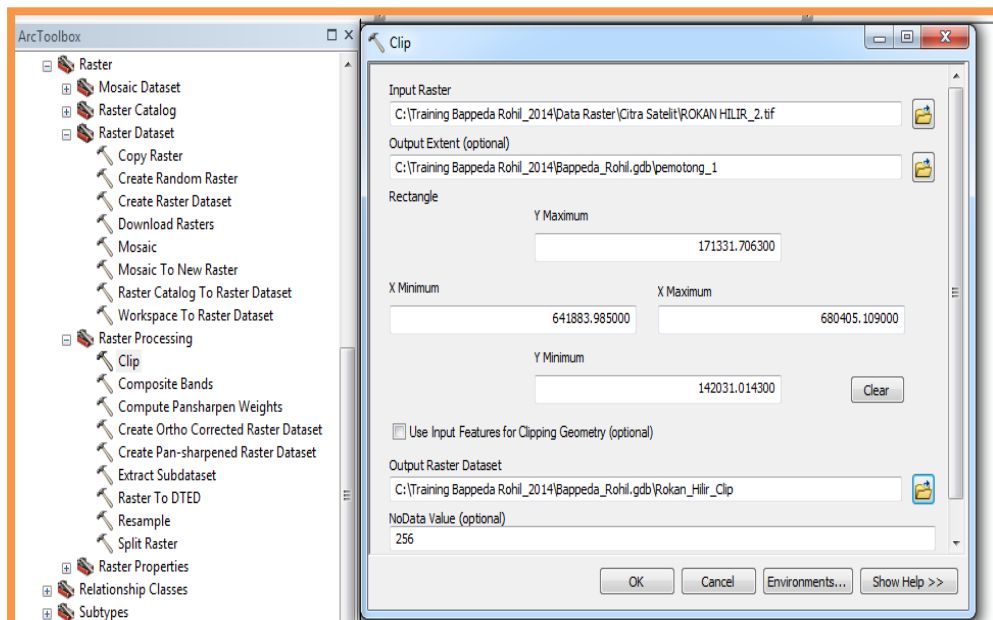 ArcToolbox
Raster
Mosaic Dataset
Raster Catalog
Raster Dataset
Copy Raster
Create Random Raster
Create Raster Dataset
Download Rasters
Mosaic
Mosaic To New Raster
Raster Catalog To Raster Dataset
Workspace To Raster Dataset
Raster Processing
Clip
Composite Bands
Compute Pansharpen Weights
Create Ortho Corrected Raster Dataset
Create Pan-sharpened Raster Dataset
Extract Subdataset
Raster To DTED
Resample
Split Raster
Raster Properties
Relationship Classes
Subtypes
Clip
Input Raster
C:\Training Bappeda Rohil_2014\Data Raster\Citra Satelit\ROKAN HILIR_2.tif
Output Extent (optional)
C:\Training Bappeda Rohil_2014\Bappeda_Rohil.gdb\pemotong_1
Rectangle
Y Maximum
171331.706300
X Minimum
X Maximum
641883.985000
680405.109000
Y Minimum
142031.014300
Clear
Use Input Features for Clipping Geometry (optional)
Output Raster Dataset
C:\Training Bappeda Rohil_2014\Bappeda_Rohil.gdb\Rokan_Hilir_Clip
NoData Value (optional)
256
OK
Cancel
Environments...
Show Help >>